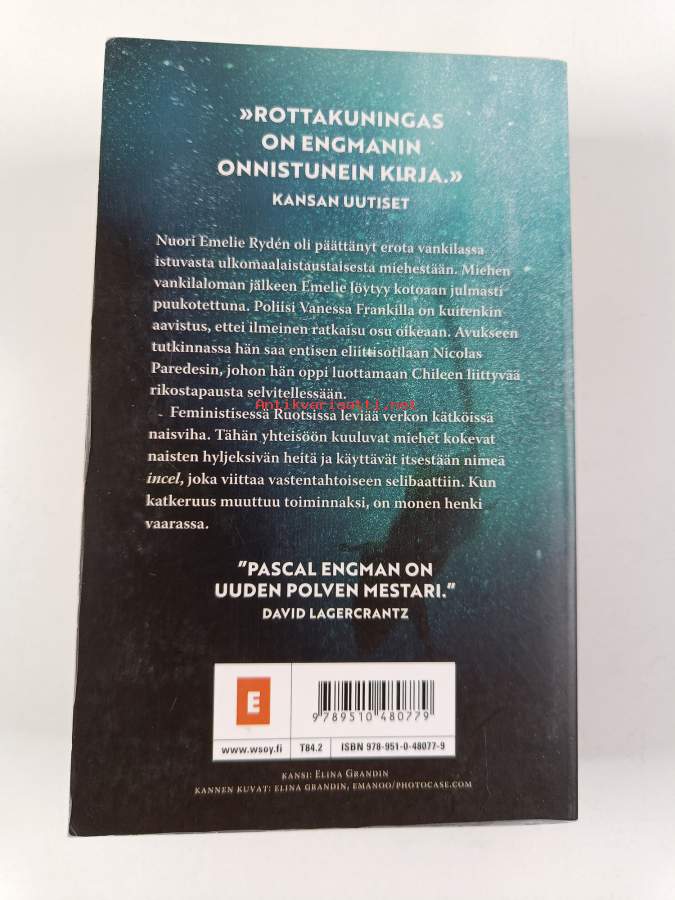 »ROTTAKUNINGAS
ON ENGMANIN
ONNISTUNEIN KIRJA.»
KANSAN UUTISET
Nuori Emelie Rydén oli päättänyt erota vankilassa
istuvasta ulkomaalaistaustaisesta miehestään. Miehen
vankilaloman jälkeen Emelie löytyy kotoaan julmasti
puukotettuna. Poliisi Vanessa Frankilla on kuitenkin
aavistus, ettei ilmeinen ratkaisu osu oikeaan. Avukseen
tutkinnassa hän saa entisen eliittisotilaan Nicolas
Paredesin, johon hän oppi luottamaan Chileen liittyvää
rikostapausta selvitellessään.
Antikvariaatti.net
Feministisessä Ruotsissa leviää verkon kätköissä
naisviha. Tähän yhteisöön kuuluvat miehet kokevat
naisten hyljeksivän heitä ja käyttävät itsestään nimeä
incel, joka viittaa vastentahtoiseen selibaattiin. Kun
katkeruus muuttuu toiminnaksi, on monen henki
vaarassa.
"PASCAL ENGMAN ON
UUDEN POLVEN MESTARI."
DAVID LAGERCRANTZ
E
9 789510 480779
www.wsoy.fi T84.2 ISBN 978-951-0-48077-9
KANSI: ELINA GRANDIN
KANNEN KUVAT: ELINA GRANDIN, EMANOO/PHOTOCASE.COM